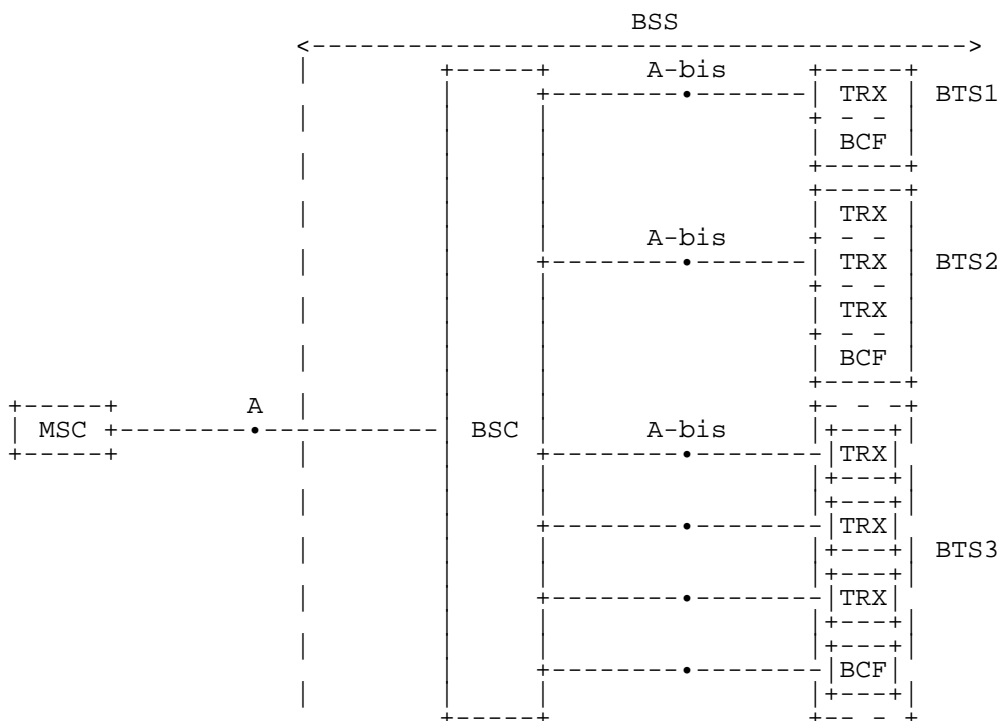 BSS
A-bis
TRX BTS1
BCF
TRX
A-bis
TRX BTS2
TRX
BCF
A
MSC BSC A-bis
TRX
TRX
BTS3
TRX
BCF